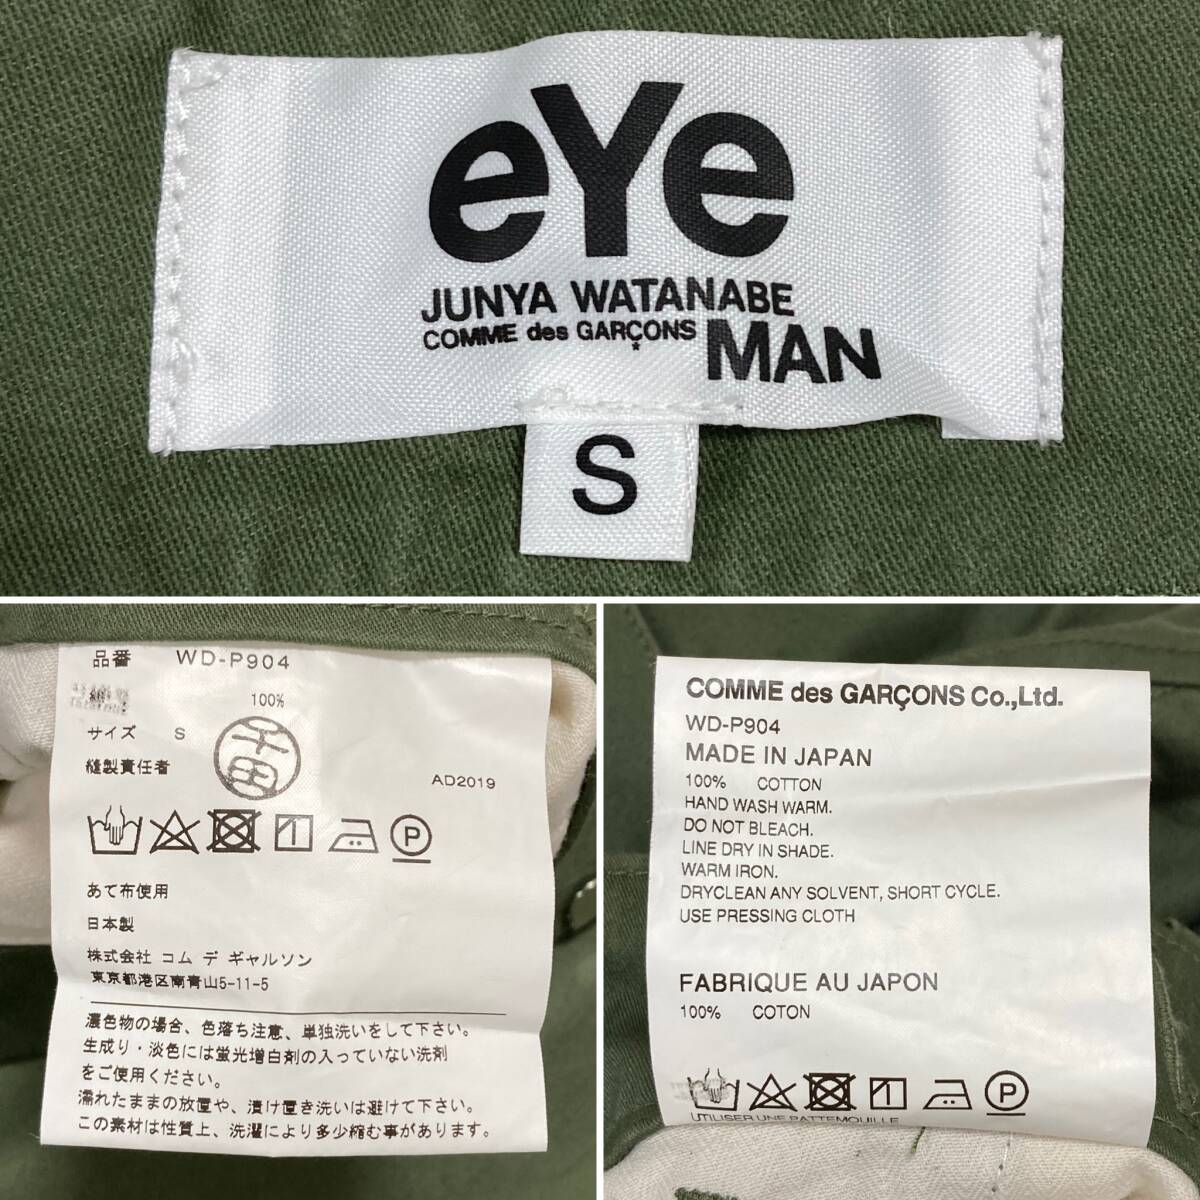 eYe
JUNYA WATANABE
COMME des GARÇONS MAN
S
品番 WD-P904
100%
サイズ S
千田
縫製責任者
AD2019
あて布使用
日本製
株式会社 コム デ ギャルソン
東京都港区南青山5-11-5
濃色物の場合、色落ち注意、単独洗いをして下さい。
生成り・淡色には蛍光増白剤の入っていない洗剤
をご使用ください。
濡れたままの放置や、漬け置き洗いは避けて下さい。
この素材は性質上、洗濯により多少縮む事があります。
P
COMME des GARÇONS Co.,Ltd.
WD-P904
MADE IN JAPAN
100% COTTON
HAND WASH WARM.
DO NOT BLEACH.
LINE DRY IN SHADE.
WARM IRON.
DRYCLEAN ANY SOLVENT, SHORT CYCLE.
USE PRESSING CLOTH
FABRIQUE AU JAPON
100% COTON
P
UTILISER UNE PATTEMOUILLE